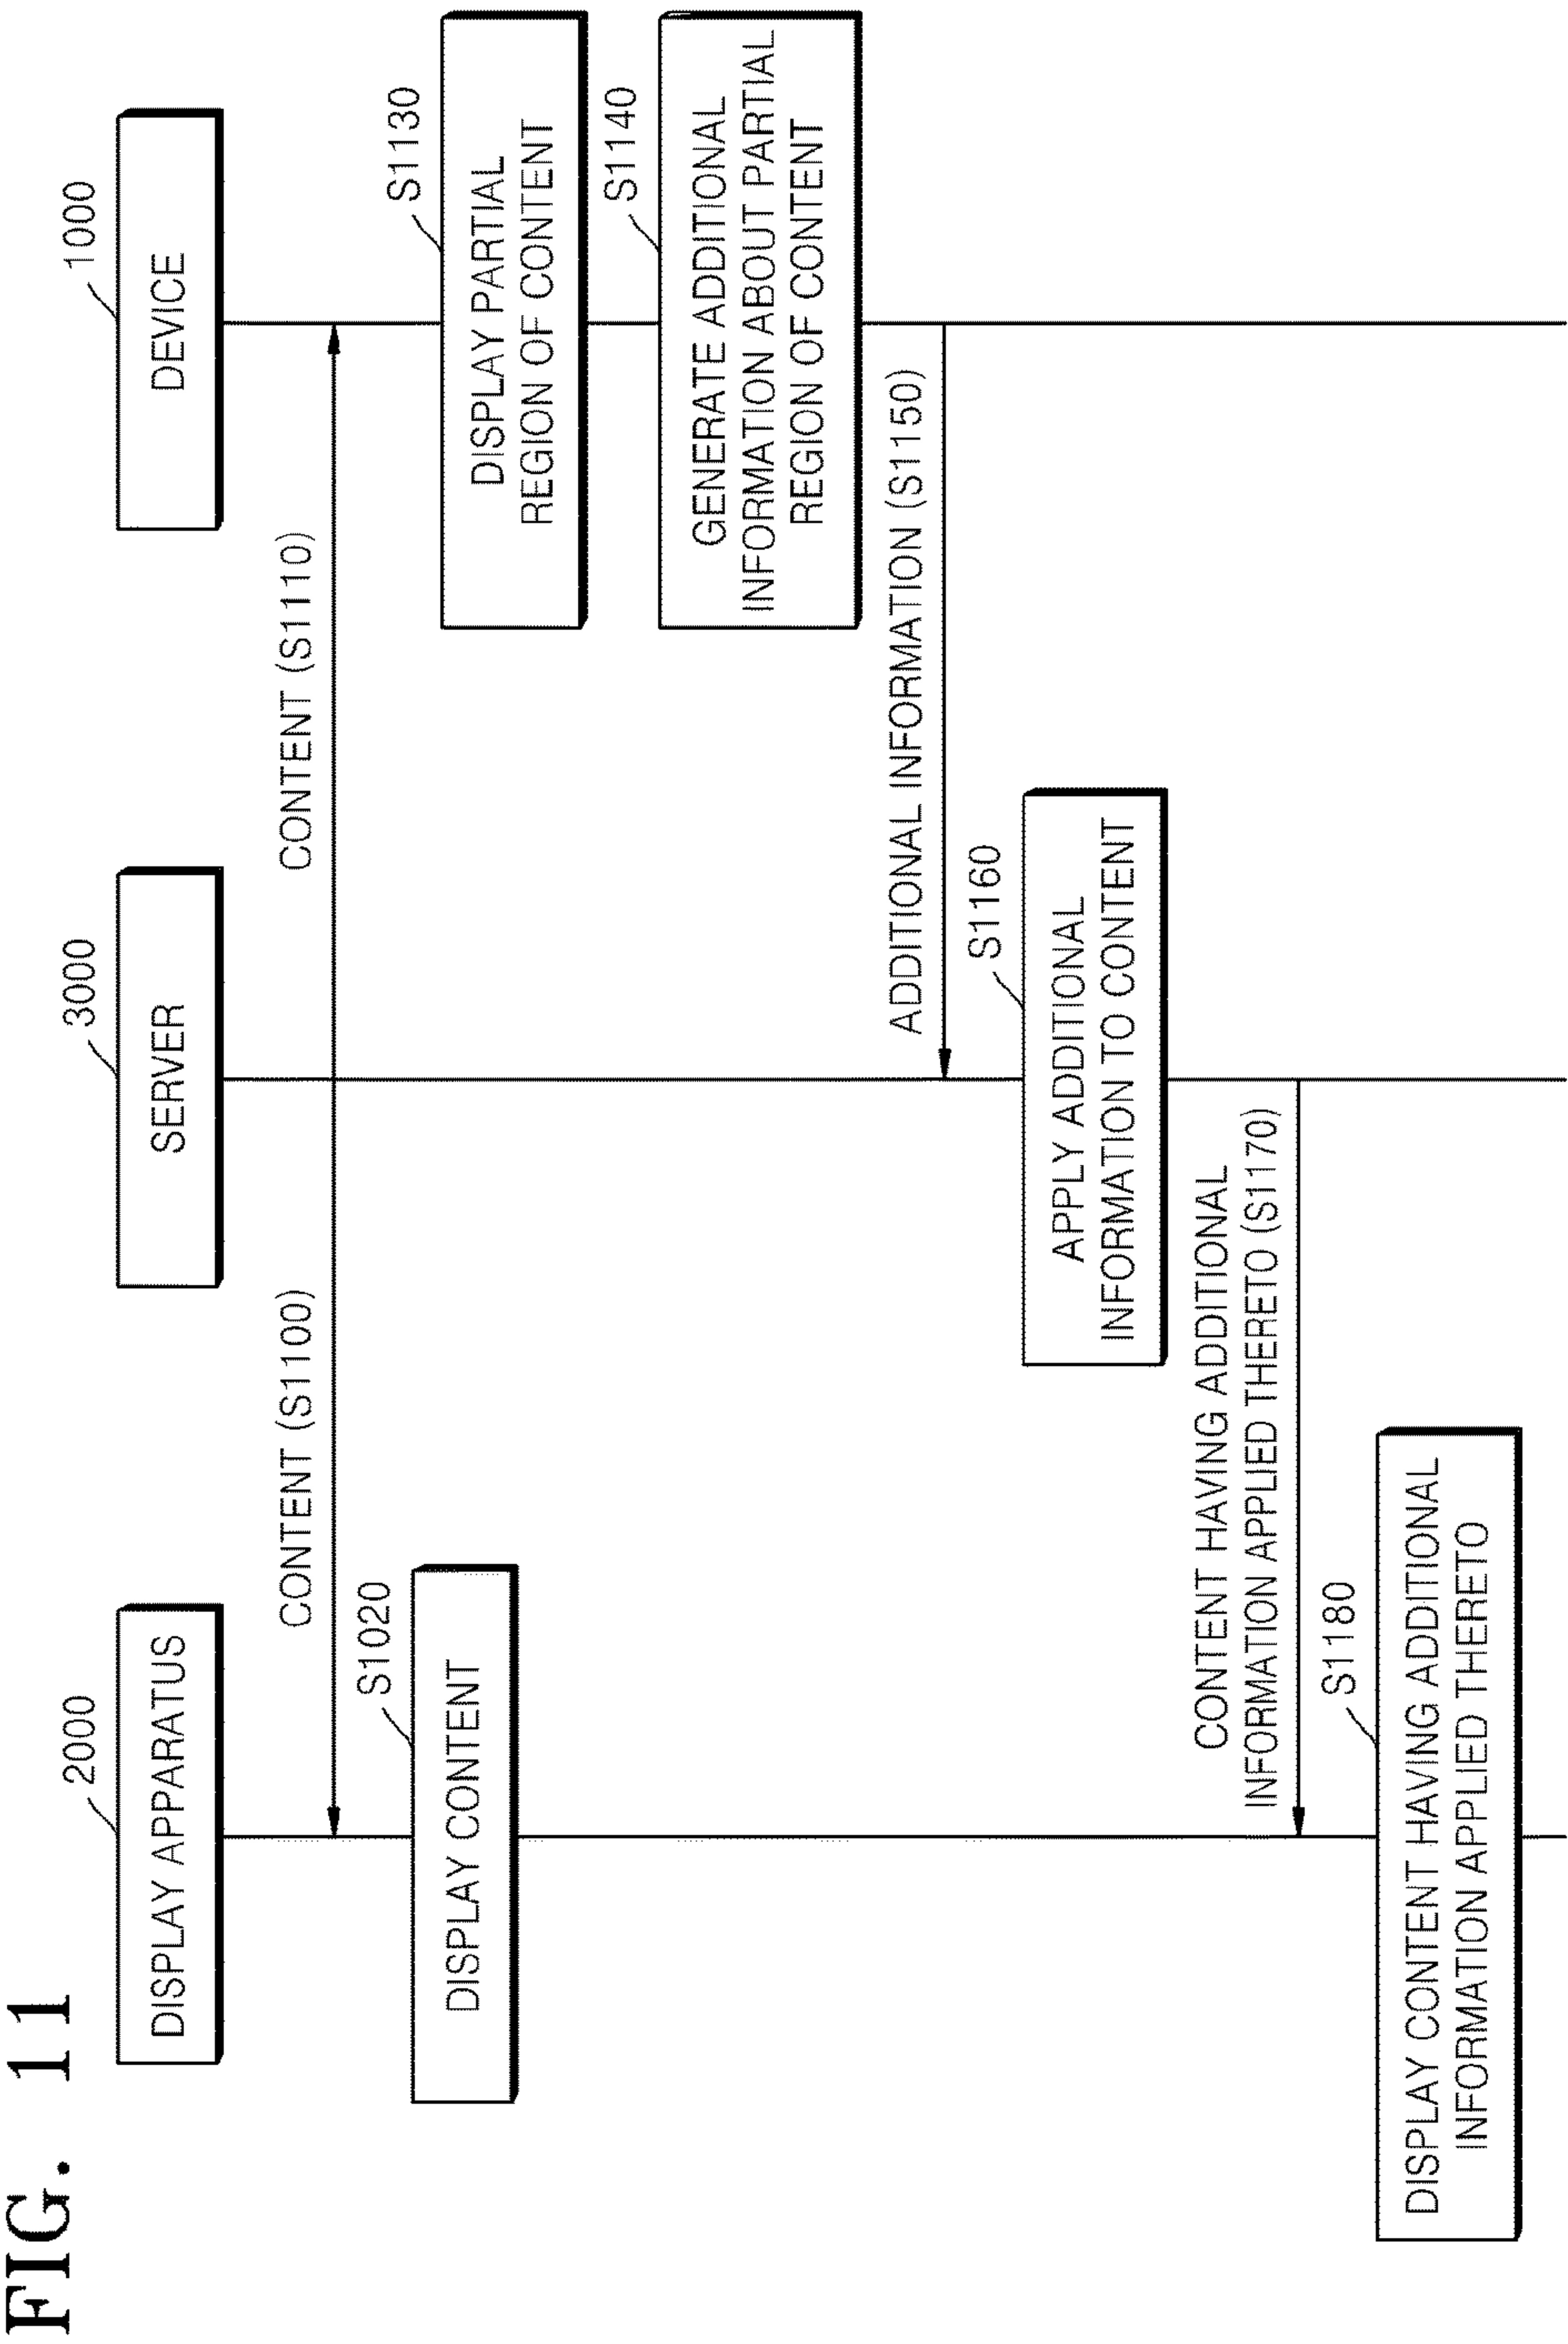 FIG. 11
2000
3000
1000
DISPLAY APPARATUS
SERVER
DEVICE
CONTENT (S1100)
CONTENT (S1110)
S1020
DISPLAY CONTENT
S1130
DISPLAY PARTIAL
REGION OF CONTENT
S1140
GENERATE ADDITIONAL
INFORMATION ABOUT PARTIAL
REGION OF CONTENT
ADDITIONAL INFORMATION (S1150)
S1160
APPLY ADDITIONAL
INFORMATION TO CONTENT
CONTENT HAVING ADDITIONAL
INFORMATION APPLIED THERETO (S1170)
S1180
DISPLAY CONTENT HAVING ADDITIONAL
INFORMATION APPLIED THERETO